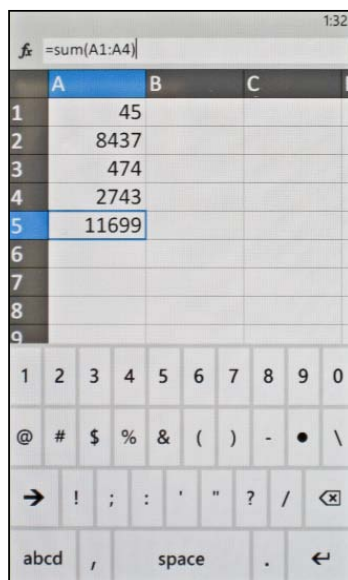 1:32
fx =sum(A1:A4)
A B C
1 45
2 8437
3 474
4 2743
5 11699
6
7
8
9
1 2 3 4 5 6 7 8 9 0
@ # $ % & ( ) - \
! ; : ' " ? /
abcd , space .